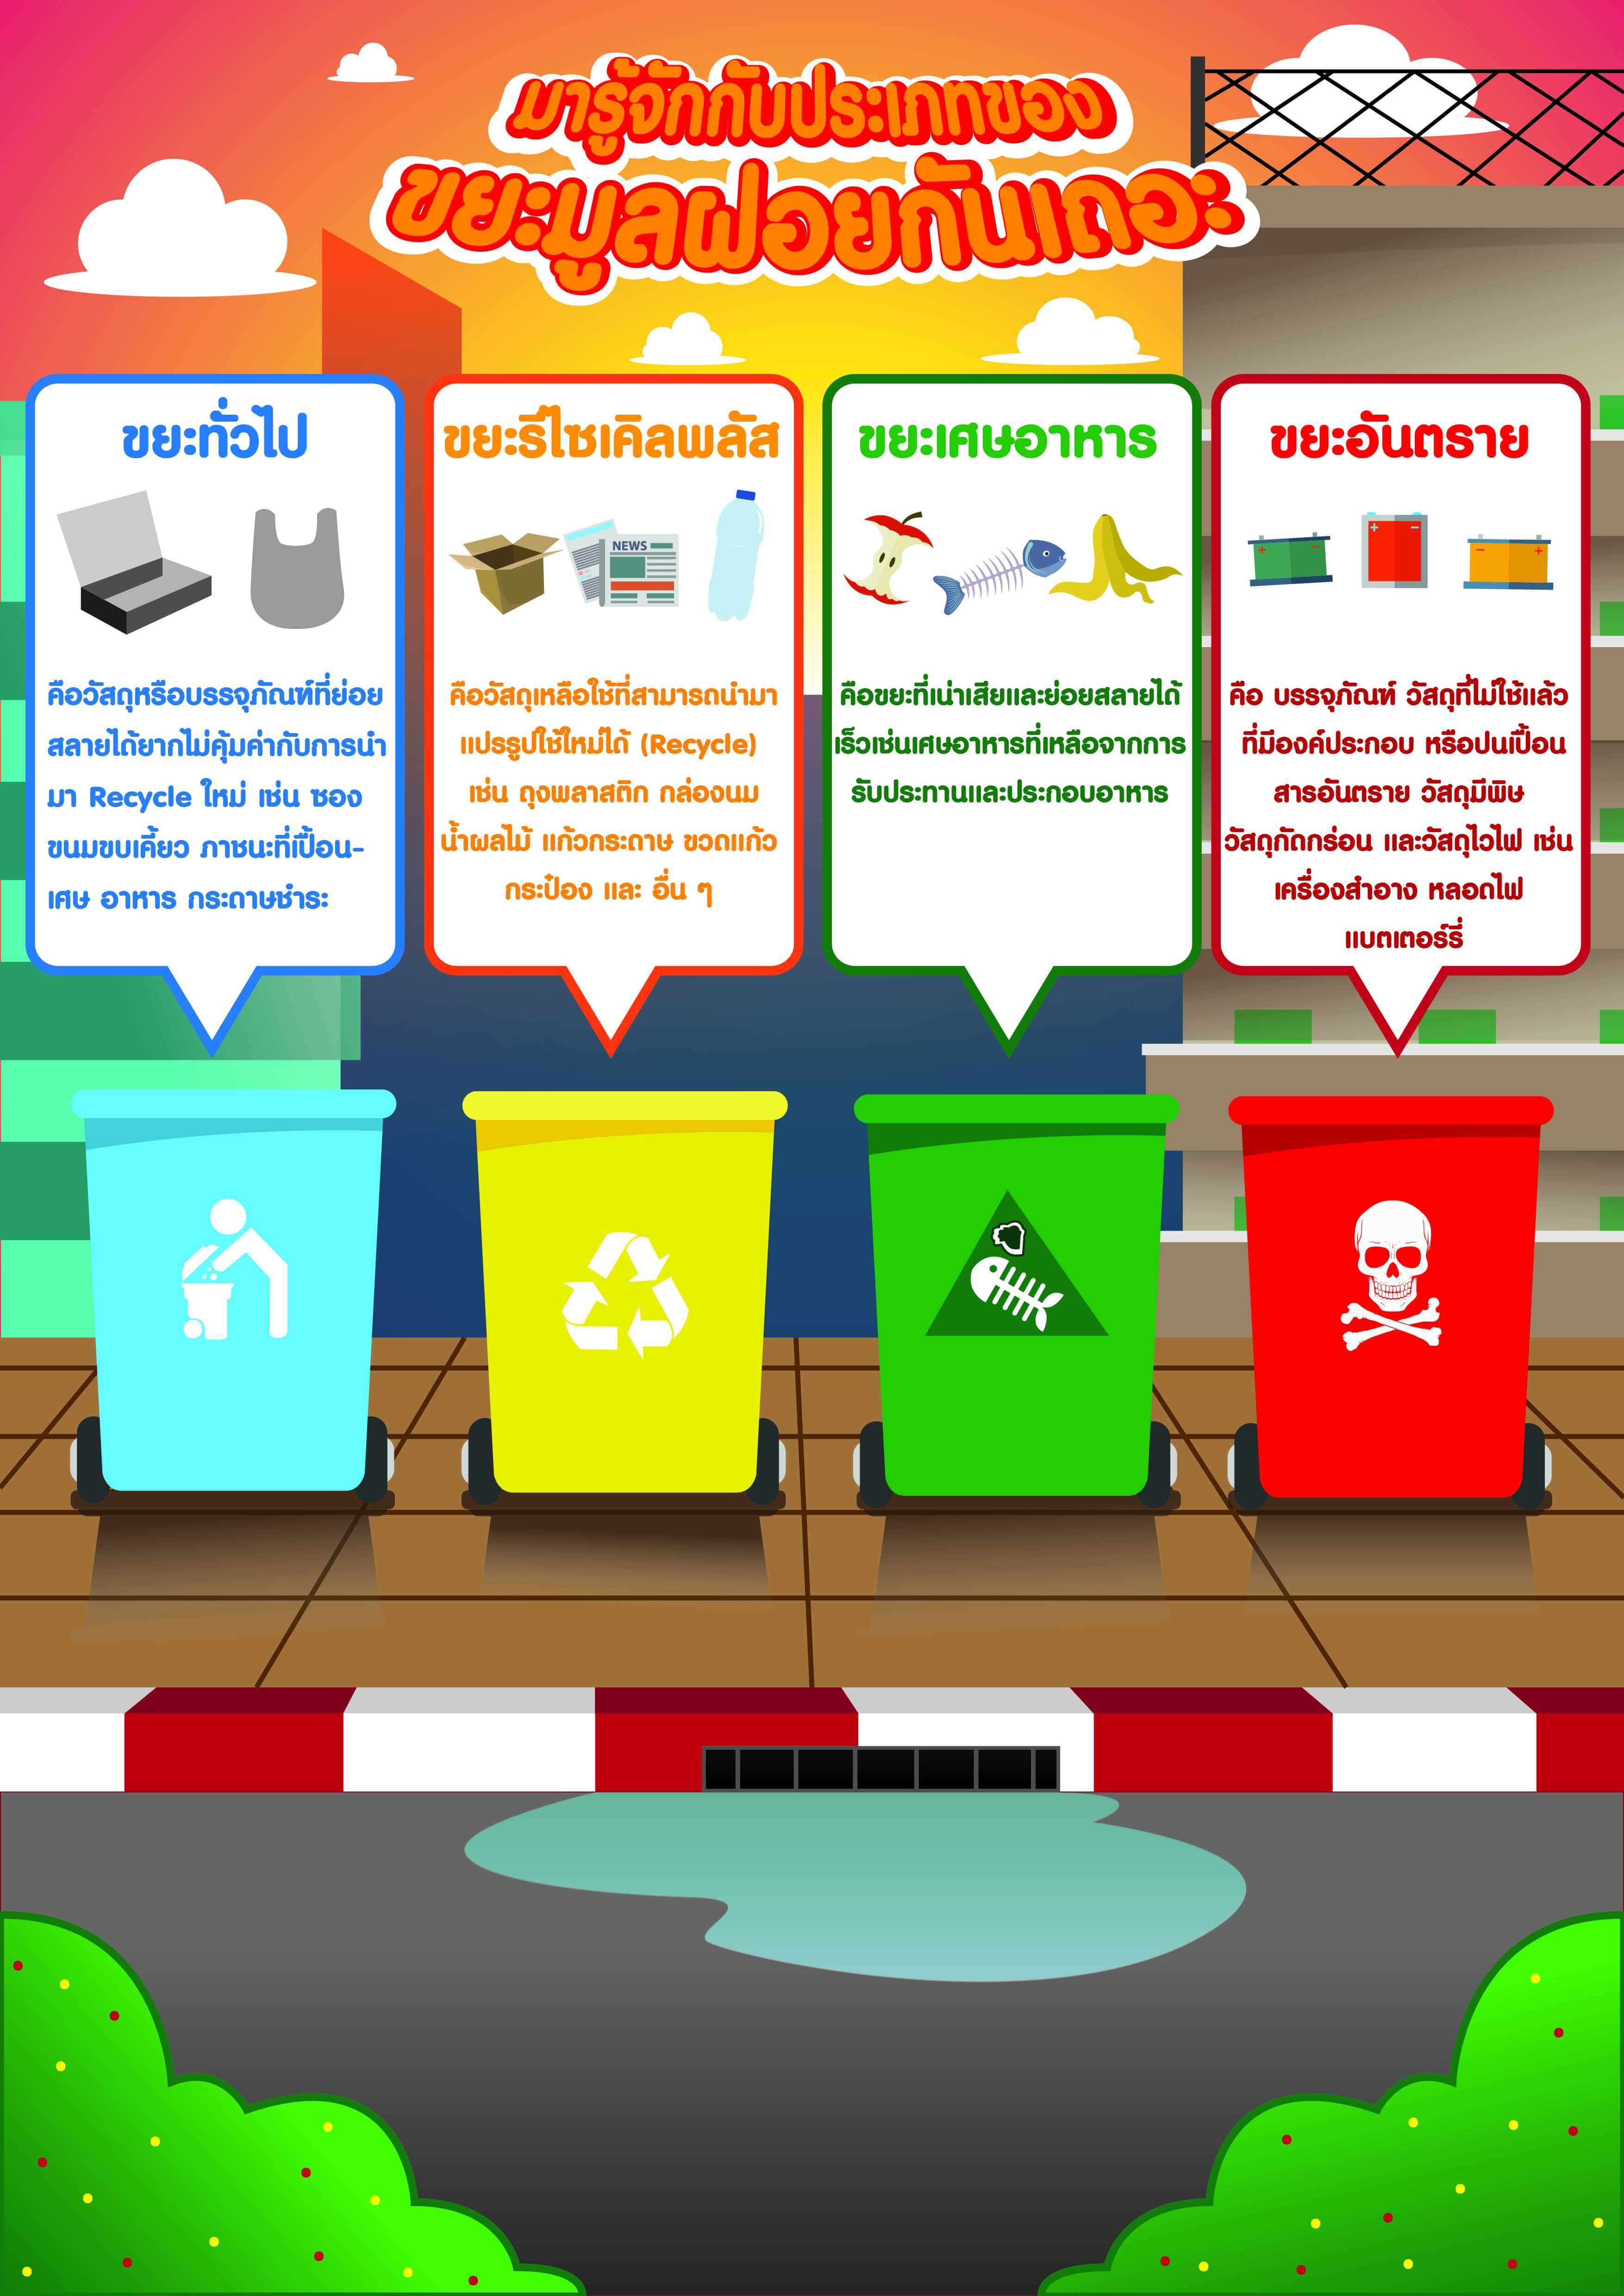 มารู้จักกับประเภทของ
ขยะมูลฝอยกันเถอะ
ขยะทั่วไป
คือวัสดุหรือบรรจุภัณฑ์ที่ย่อย
สลายได้ยากไม่คุ้มค่ากับการนำ
มา Recycle ใหม่ เช่น ซอง
ขนมขบเคี้ยว ภาชนะที่เปื้อน-
เศษ อาหาร กระดาษชำระ
ขยะรีไซเคิลพลัส
NEWS
คือวัสดุเหลือใช้ที่สามารถนำมา
แปรรูปใช้ใหม่ได้ (Recycle)
เช่น ถุงพลาสติก กล่องนม
น้ำผลไม้ แก้วกระดาษ ขวดแก้ว
กระป๋อง และ อื่น ๆ
ขยะเศษอาหาร
คือขยะที่เน่าเสียและย่อยสลายได้
เร็วเช่นเศษอาหารที่เหลือจากการ
รับประทานและประกอบอาหาร
ขยะอันตราย
คือ บรรจุภัณฑ์ วัสดุที่ไม่ใช้แล้ว
ที่มีองค์ประกอบ หรือปนเปื้อน
สารอันตราย วัสดุมีพิษ
วัสดุกัดกร่อน และวัสดุไวไฟ เช่น
เครื่องสำอาง หลอดไฟ
แบตเตอร์รี่